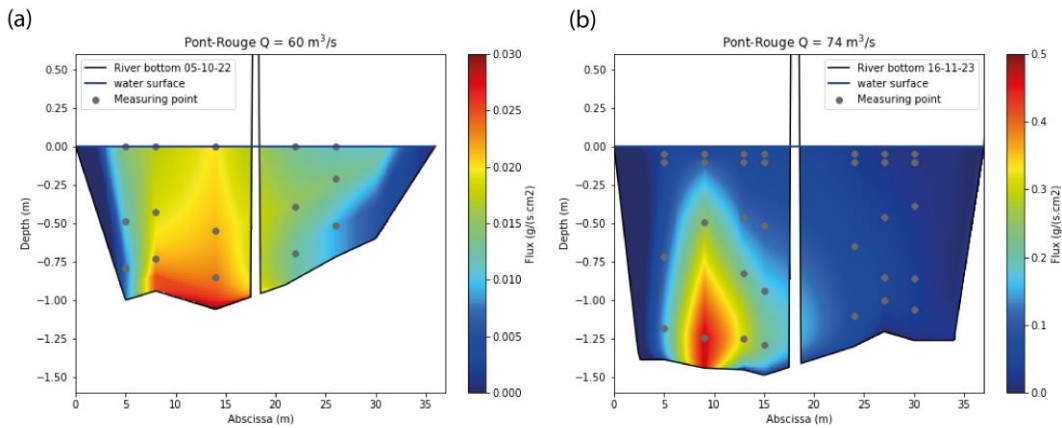 (a)
Pont-Rouge Q = 60 m³/s
River bottom 05-10-22
water surface
Measuring point
0.50
0.25
0.00
−0.25
−0.50
−0.75
−1.00
−1.25
−1.50
Depth (m)
0 5 10 15 20 25 30 35
Abscissa (m)
0.030
0.025
0.020
0.015
0.010
0.005
0.000
Flux (g/(s.cm2)
(b)
Pont-Rouge Q = 74 m³/s
River bottom 16-11-23
water surface
Measuring point
0.50
0.25
0.00
−0.25
−0.50
−0.75
−1.00
−1.25
−1.50
Depth (m)
0 5 10 15 20 25 30 35
Abscissa (m)
0.5
0.4
0.3
0.2
0.1
0.0
Flux (g/(s.cm2)